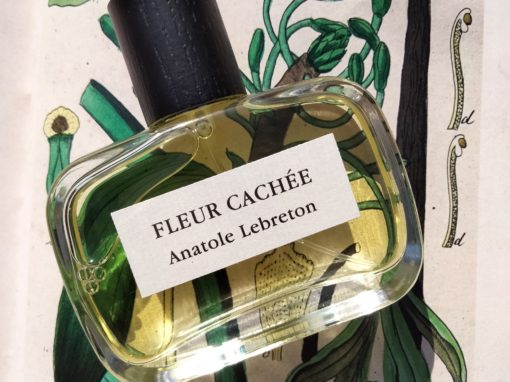 FLEUR CACHÉE
Anatole Lebreton
d
d